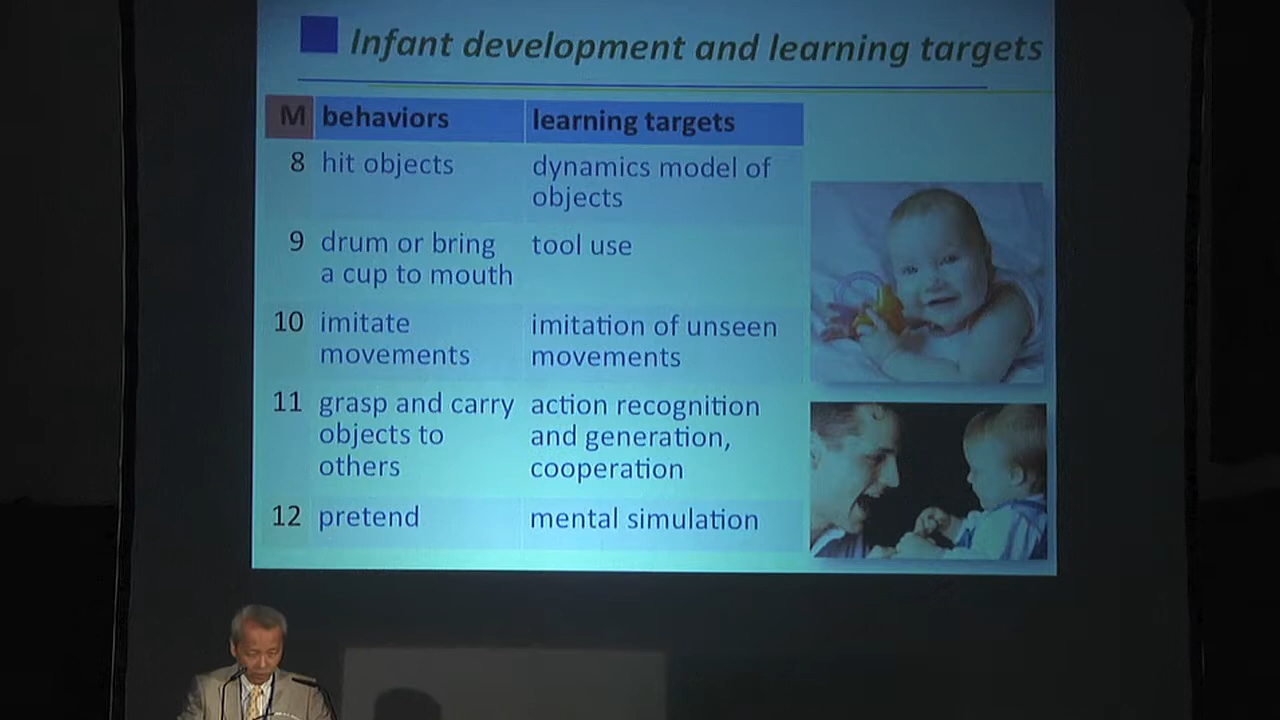 Infant development and learning targets
M behaviors learning targets
8 hit objects dynamics model of
objects
9 drum or bring tool use
a cup to mouth
10 imitate imitation of unseen
movements movements
11 grasp and carry action recognition
objects to and generation,
others cooperation
12 pretend mental simulation